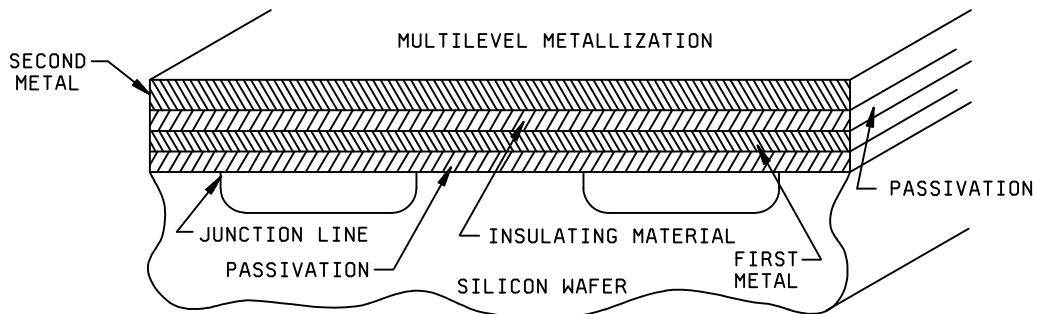 MULTILEVEL METALLIZATION
SECOND
METAL
PASSIVATION
JUNCTION LINE
INSULATING MATERIAL
PASSIVATION
FIRST
METAL
SILICON WAFER